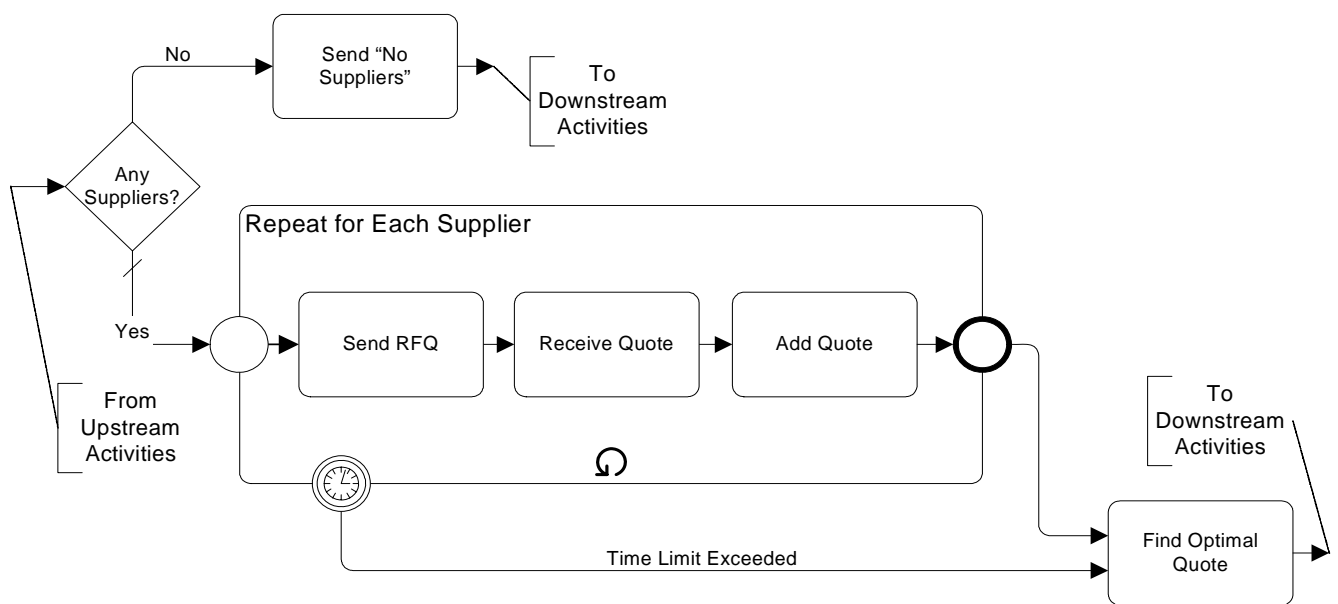 No
Send “No
Suppliers”
To
Downstream
Activities
Any
Suppliers?
Repeat for Each Supplier
Yes
Send RFQ
Receive Quote
Add Quote
From
Upstream
Activities
To
Downstream
Activities
Time Limit Exceeded
Find Optimal
Quote